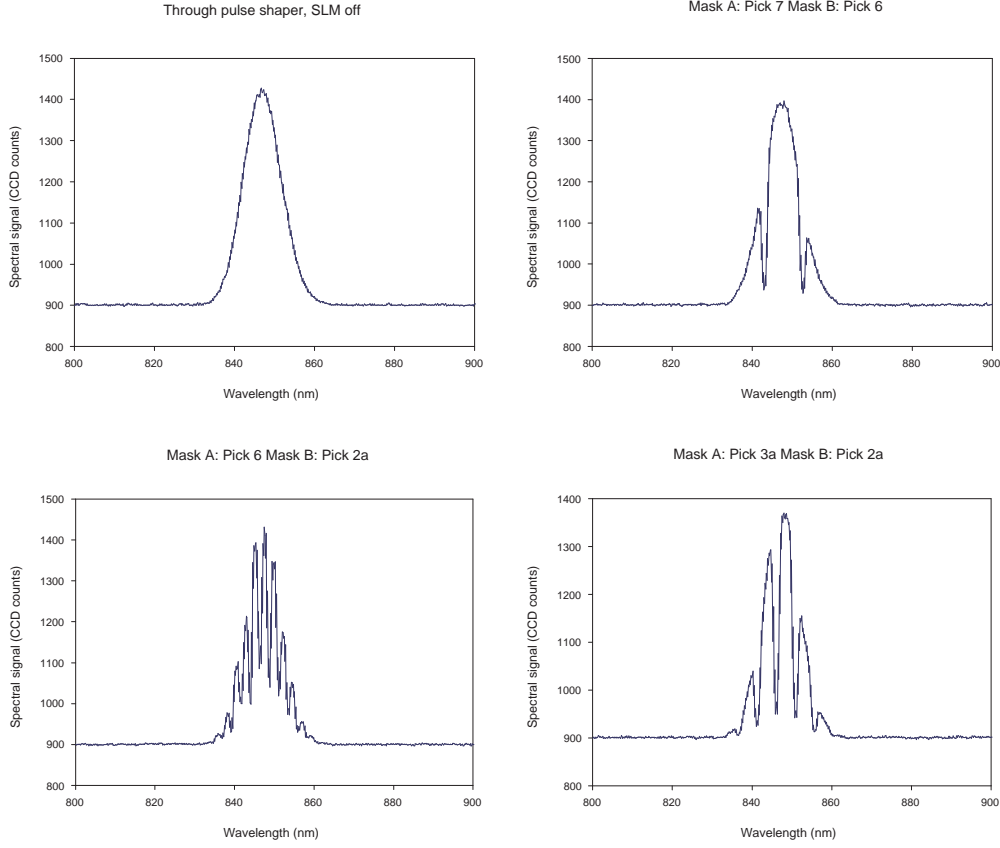 Through pulse shaper, SLM off
Spectral signal (CCD counts)
1500
1400
1300
1200
1100
1000
900
800
800 820 840 860 880 900
Wavelength (nm)
Mask A: Pick 7 Mask B: Pick 6
Spectral signal (CCD counts)
1500
1400
1300
1200
1100
1000
900
800
800 820 840 860 880 900
Wavelength (nm)
Mask A: Pick 6 Mask B: Pick 2a
Spectral signal (CCD counts)
1500
1400
1300
1200
1100
1000
900
800
800 820 840 860 880 900
Wavelength (nm)
Mask A: Pick 3a Mask B: Pick 2a
Spectral signal (CCD counts)
1400
1300
1200
1100
1000
900
800
800 820 840 860 880 900
Wavelength (nm)